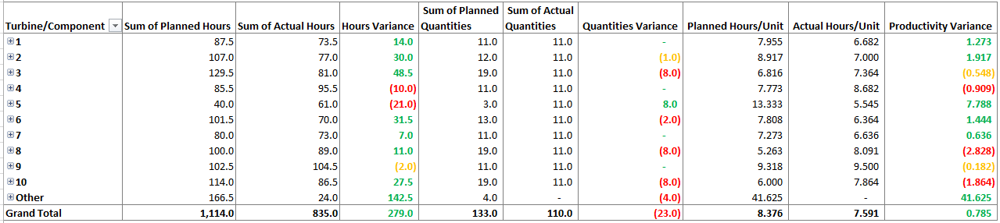 Turbine/Component Sum of Planned Hours Sum of Actual Hours Hours Variance Sum of Planned Quantities Sum of Actual Quantities Quantities Variance Planned Hours/Unit Actual Hours/Unit Productivity Variance
1 87.5 73.5 14.0 11.0 11.0 - 7.955 6.682 1.273
2 107.0 77.0 30.0 12.0 11.0 (1.0) 8.917 7.000 1.917
3 129.5 81.0 48.5 19.0 11.0 (8.0) 6.816 7.364 (0.548)
4 85.5 95.5 (10.0) 11.0 11.0 - 7.773 8.682 (0.909)
5 40.0 61.0 (21.0) 3.0 11.0 8.0 13.333 5.545 7.788
6 101.5 70.0 31.5 13.0 11.0 (2.0) 7.808 6.364 1.444
7 80.0 73.0 7.0 11.0 11.0 - 7.273 6.636 0.636
8 100.0 89.0 11.0 19.0 11.0 (8.0) 5.263 8.091 (2.828)
9 102.5 104.5 (2.0) 11.0 11.0 - 9.318 9.500 (0.182)
10 114.0 86.5 27.5 19.0 11.0 (8.0) 6.000 7.864 (1.864)
Other 166.5 24.0 142.5 4.0 - (4.0) 41.625 - 41.625
Grand Total 1,114.0 835.0 279.0 133.0 110.0 (23.0) 8.376 7.591 0.785